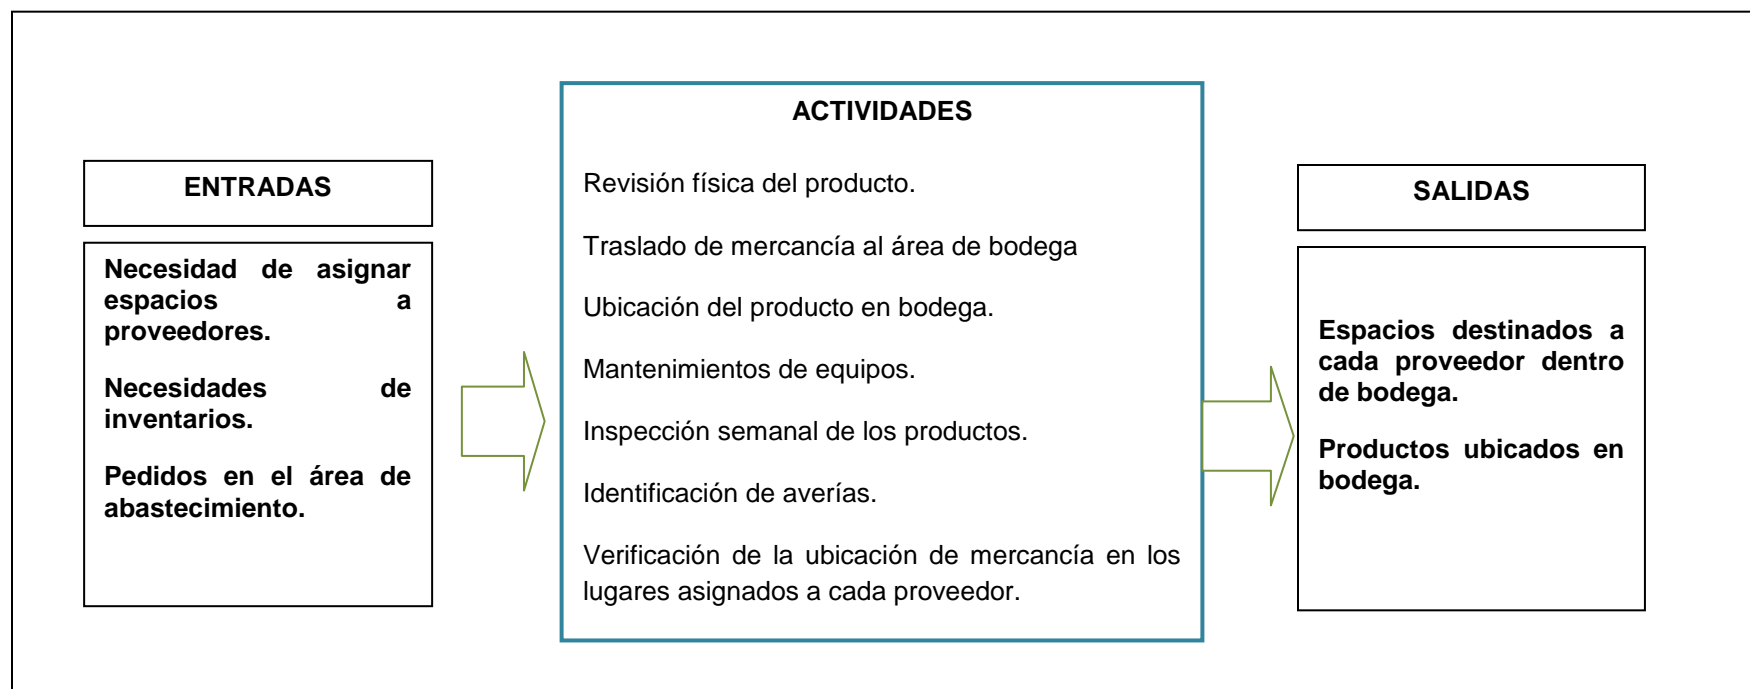 ENTRADAS
Necesidad de asignar
espacios a
proveedores.
Necesidades de
inventarios.
Pedidos en el área de
abastecimiento.
ACTIVIDADES
Revisión física del producto.
Traslado de mercancía al área de bodega
Ubicación del producto en bodega.
Mantenimientos de equipos.
Inspección semanal de los productos.
Identificación de averías.
Verificación de la ubicación de mercancía en los
lugares asignados a cada proveedor.
SALIDAS
Espacios destinados a
cada proveedor dentro
de bodega.
Productos ubicados en
bodega.